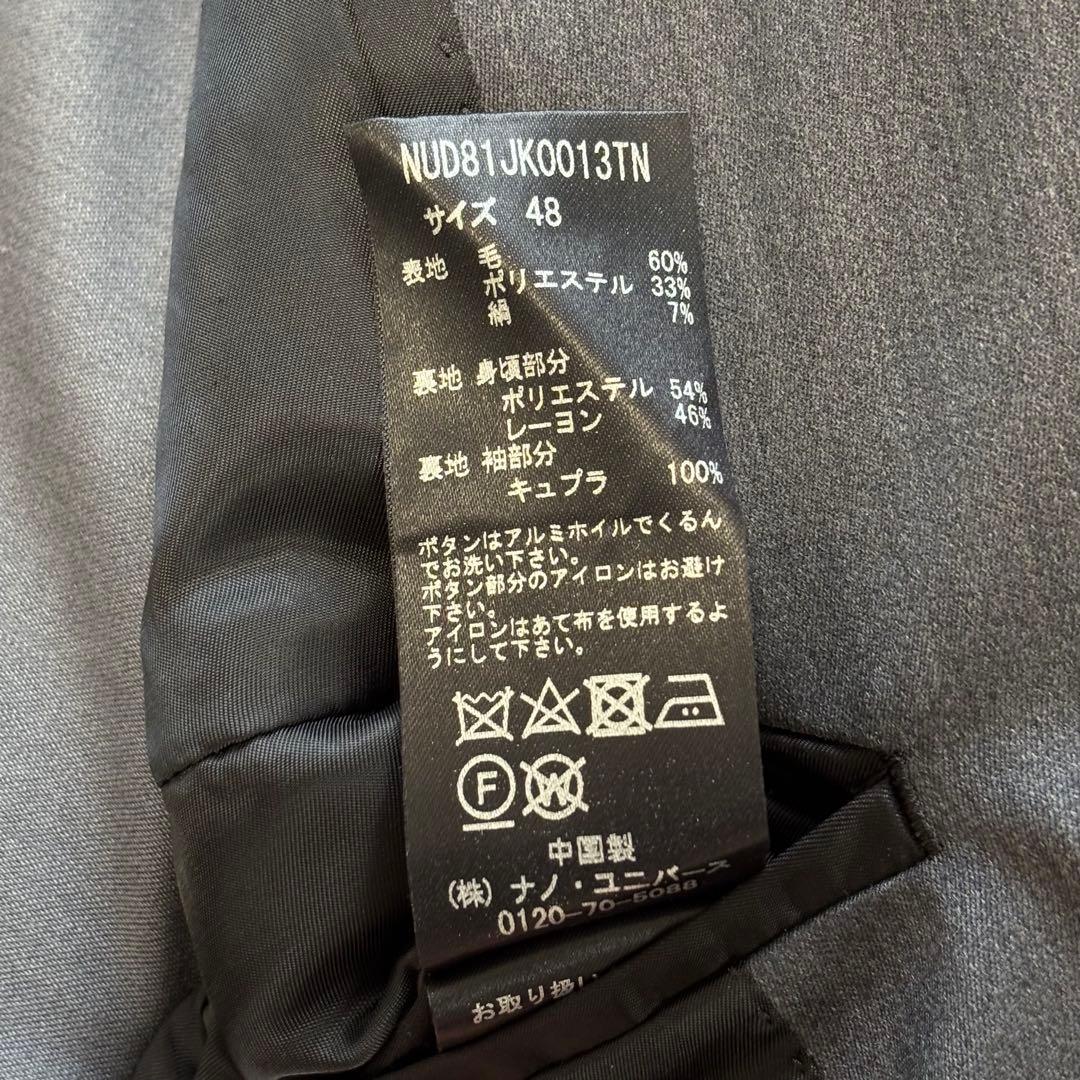 NUD81JK0013TN
サイズ 48
表地 毛 60%
ポリエステル 33%
絹 7%
裏地 身頃部分
ポリエステル 54%
レーヨン 46%
裏地 袖部分
キュプラ 100%
ボタンはアルミホイルでくるん
でお洗い下さい。
ボタン部分のアイロンはお避け
下さい。
アイロンはあて布を使用するよ
うにして下さい。
F W
中国製
(株) ナノ・ユニバース
0120-70-5088
お取り扱い